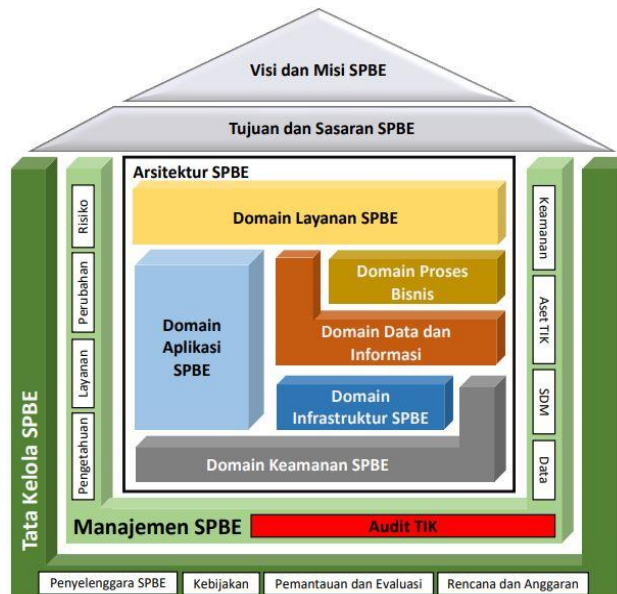 Visi dan Misi SPBE
Tujuan dan Sasaran SPBE
Arsitektur SPBE
Domain Layanan SPBE
Domain Proses
Bisnis
Domain Data dan
Informasi
Domain
Aplikasi
SPBE
Domain
Infrastruktur SPBE
Domain Keamanan SPBE
Risiko
Perubahan
Layanan
Pengetahuan
Keamanan
Aset TIK
SDM
Data
Manajemen SPBE
Audit TIK
Tata Kelola SPBE
Penyelenggara SPBE
Kebijakan
Pemantauan dan Evaluasi
Rencana dan Anggaran